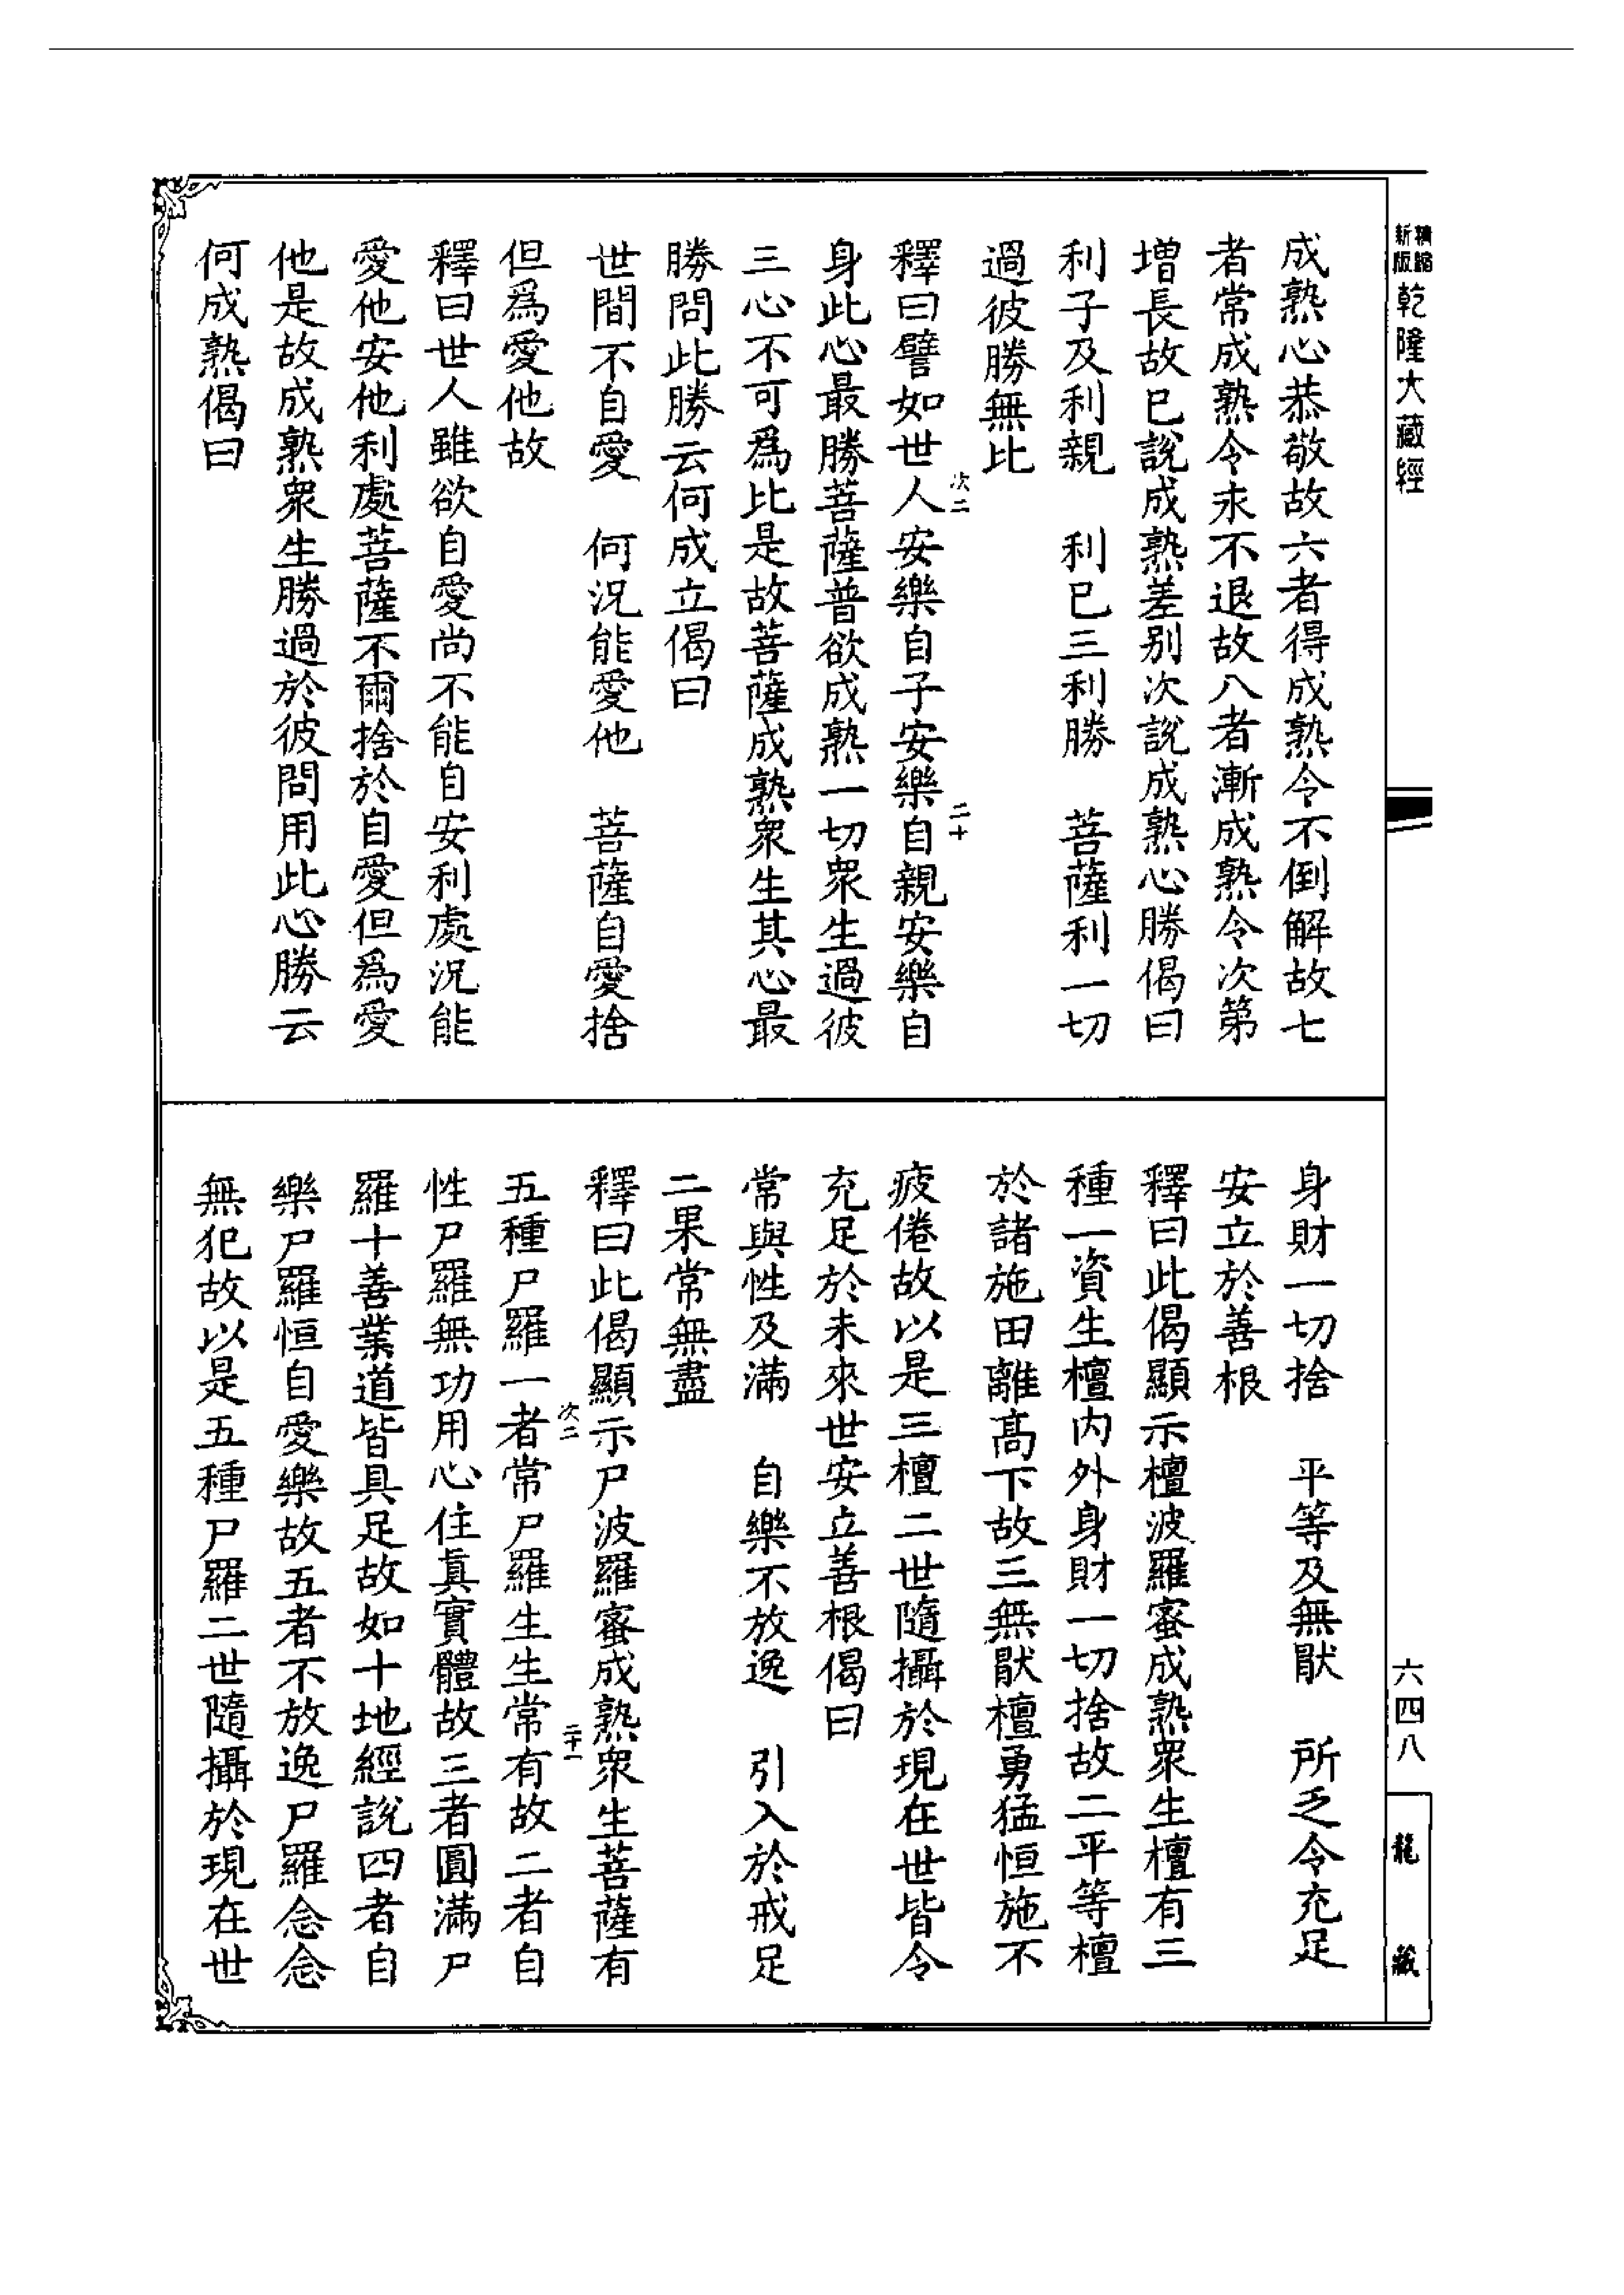 精縮新版乾隆大藏經
成熟心恭敬故六者得成熟令不倒解故七
者常成熟令永不退故八者漸成熟令次第
增長故已說成熟差别次說成熟心勝偈曰
利子及利親　利已三利勝　菩薩利一切
過彼勝無比
次二
二十
釋曰譬如世人安樂自子安樂自親安樂自
身此心最勝菩薩普欲成熟一切眾生過彼
三心不可爲比是故菩薩成熟眾生其心最
勝問此勝云何成立偈曰
世間不自愛　何況能愛他　菩薩自愛捨
但爲愛他故
釋曰世人雖欲自愛尚不能自安利處況能
愛他安他利處菩薩不爾捨於自愛但爲愛
他是故成熟眾生勝過於彼問用此心勝云
何成熟偈曰
身財一切捨　平等及無猒　所乏令充足
安立於善根
釋曰此偈顯示檀波羅蜜成熟眾生檀有三
種一資生檀内外身財一切捨故二平等檀
於諸施田離高下故三無猒檀勇猛恒施不
疲倦故以是三檀二世隨攝於現在世皆令
充足於未來世安立善根偈曰
常與性及滿　自樂不放逸　引入於戒足
二果常無盡
釋曰此偈顯示尸波羅蜜成熟眾生菩薩有
次二
二十一
五種尸羅一者常尸羅生生常有故二者自
性尸羅無功用心住真實體故三者圓滿尸
羅十善業道皆具足故如十地經說四者自
樂尸羅恒自愛樂故五者不放逸尸羅念念
無犯故以是五種尸羅二世隨攝於現在世
六四八
龍藏